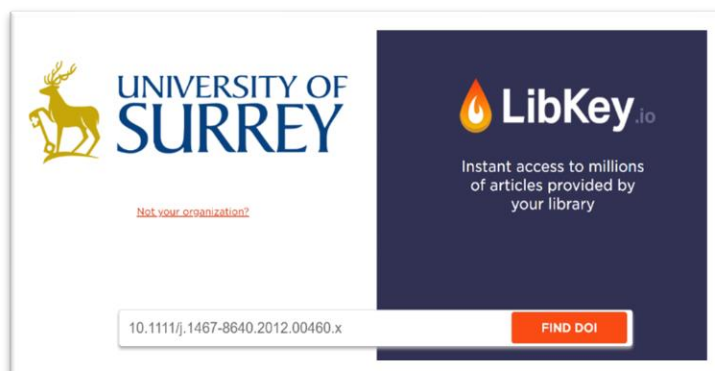 UNIVERSITY OF
SURREY
Not your organization?
LibKey.io
Instant access to millions
of articles provided by
your library
10.1111/j.1467-8640.2012.00460.x
FIND DOI